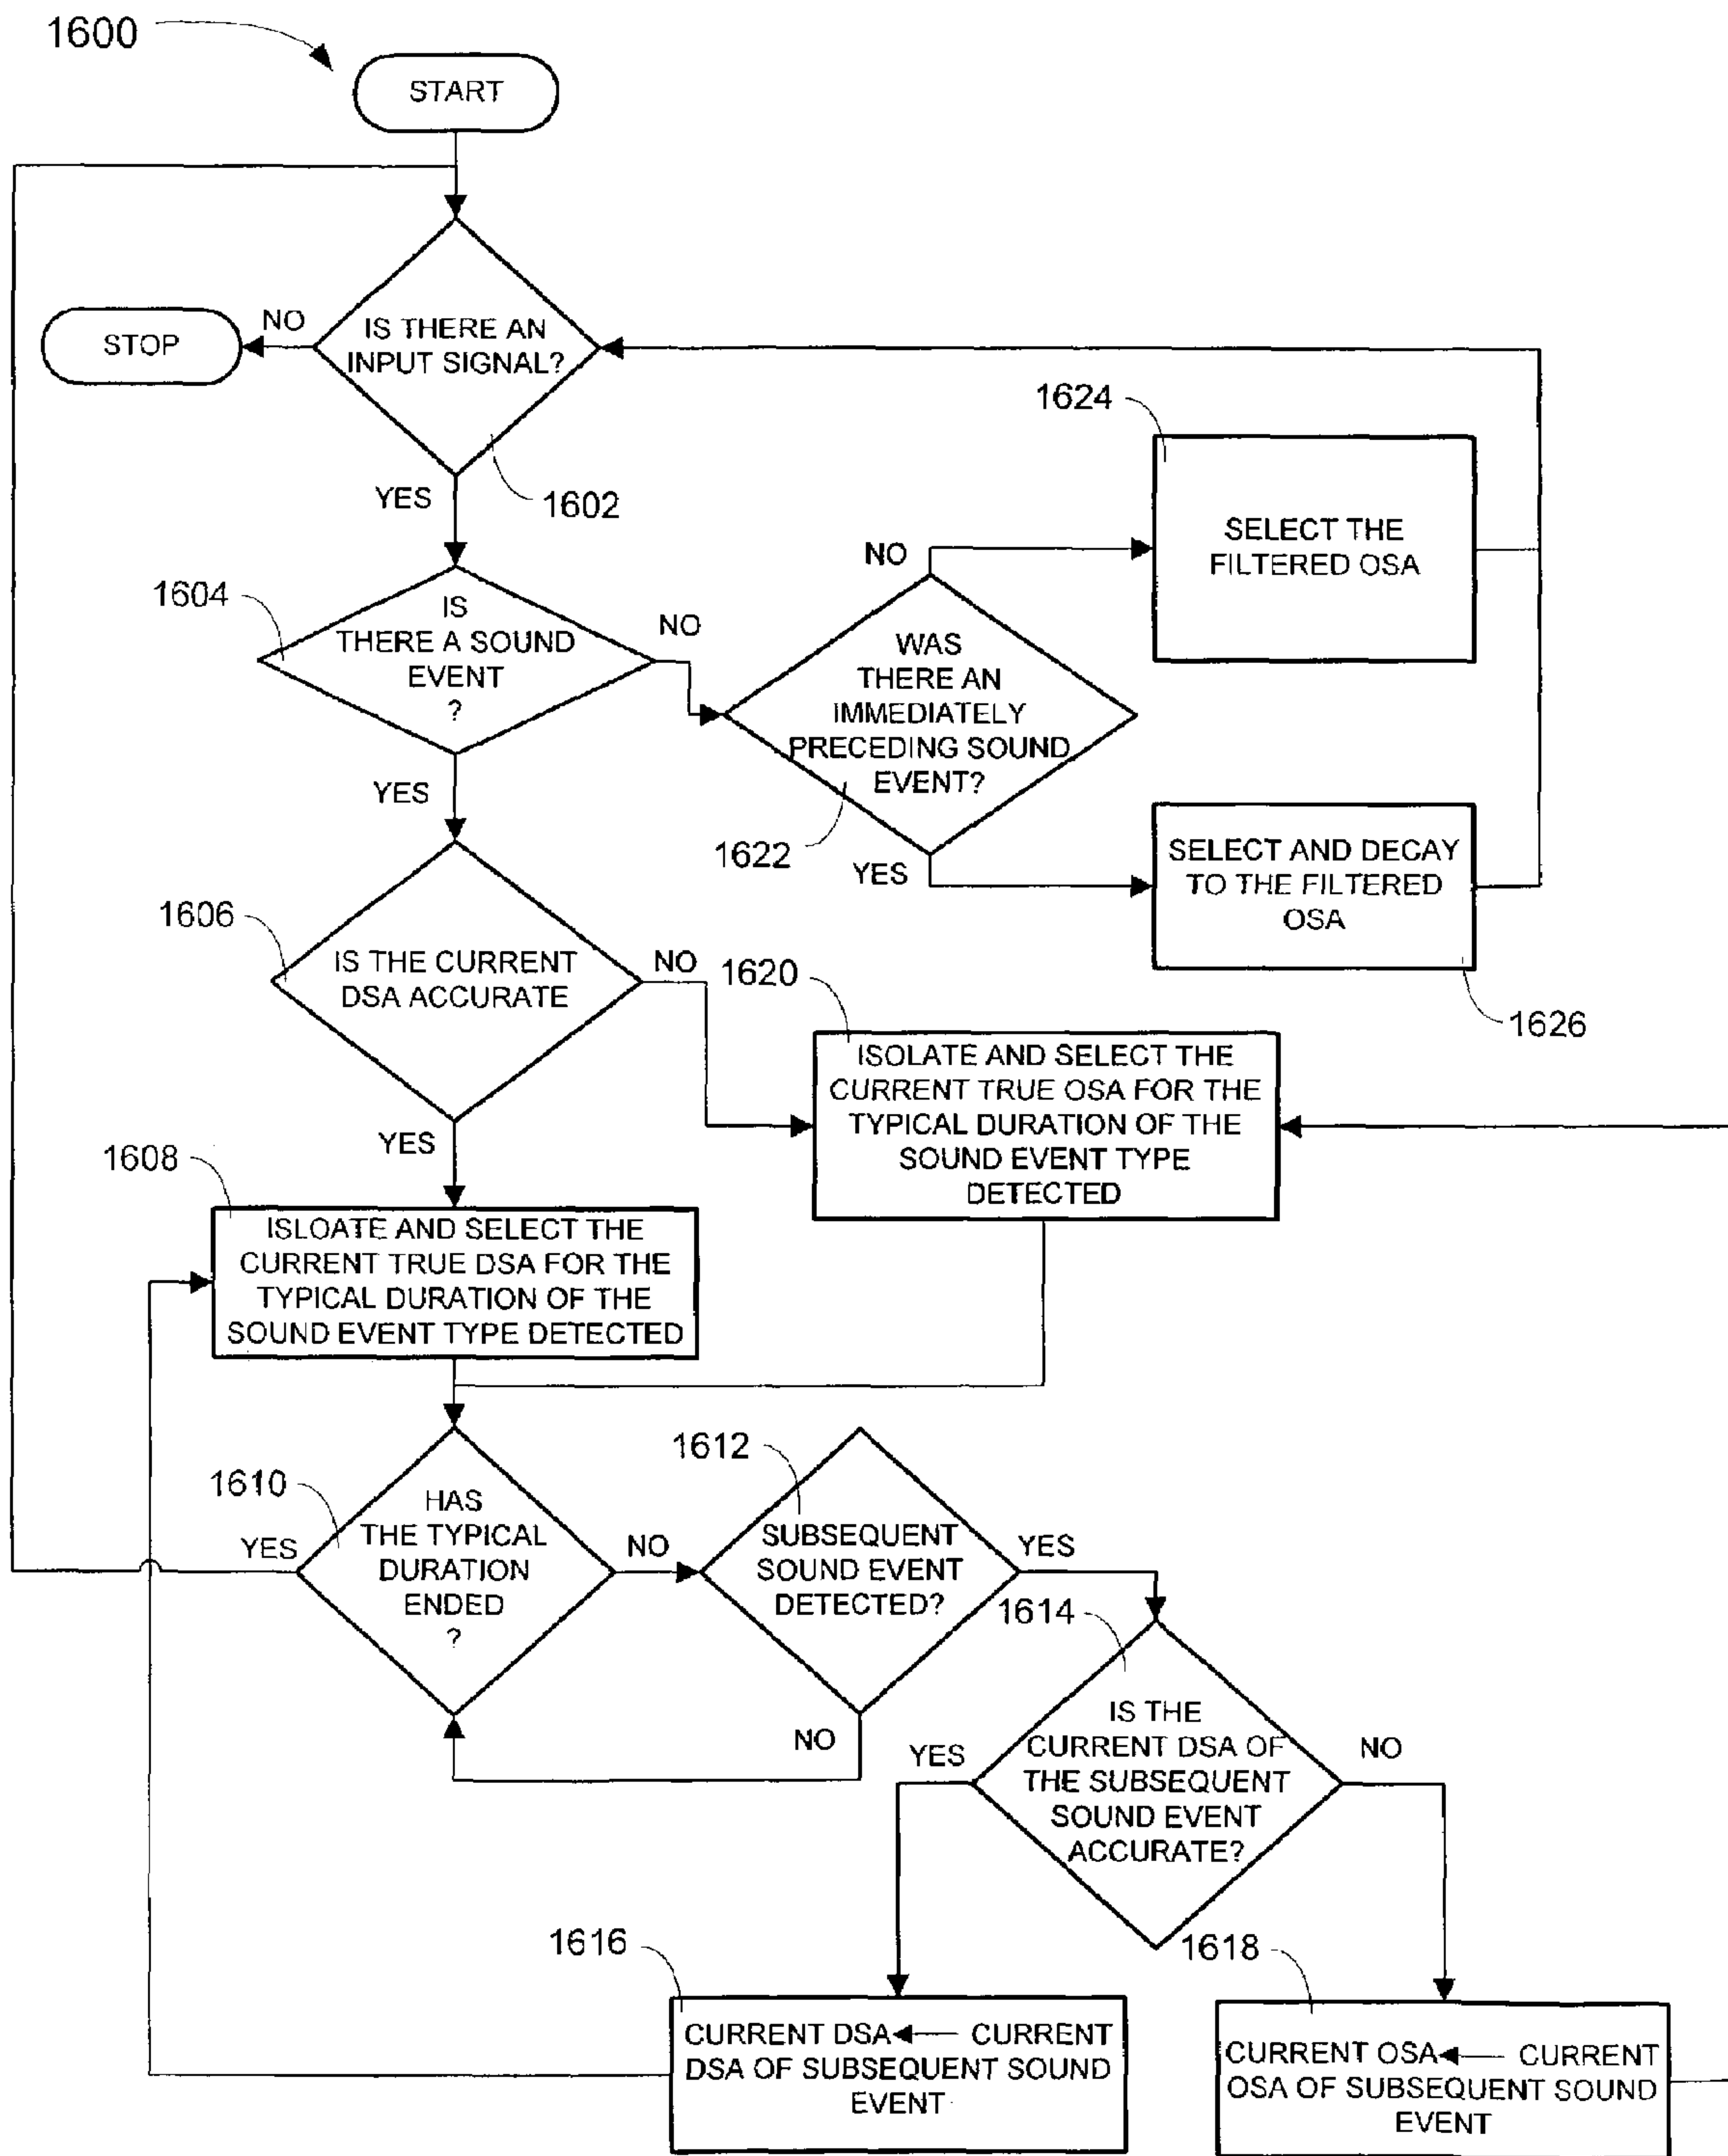 1600
START
NO
STOP
IS THERE AN
INPUT SIGNAL?
1624
YES
1602
SELECT THE
FILTERED OSA
NO
1604
IS
THERE A SOUND
EVENT
?
NO
WAS
THERE AN
IMMEDIATELY
PRECEDING SOUND
EVENT?
YES
1622
YES
SELECT AND DECAY
TO THE FILTERED
OSA
1606
IS THE CURRENT
DSA ACCURATE
NO
1620
1626
ISOLATE AND SELECT THE
CURRENT TRUE OSA FOR THE
TYPICAL DURATION OF THE
SOUND EVENT TYPE
DETECTED
YES
1608
ISLOATE AND SELECT THE
CURRENT TRUE DSA FOR THE
TYPICAL DURATION OF THE
SOUND EVENT TYPE DETECTED
1612
1610
HAS
THE TYPICAL
DURATION
ENDED
?
YES
NO
SUBSEQUENT
SOUND EVENT
DETECTED?
YES
1614
NO
IS THE
CURRENT DSA OF
THE SUBSEQUENT
SOUND EVENT
ACCURATE?
YES
NO
1616
1618
CURRENT DSA ← CURRENT
DSA OF SUBSEQUENT SOUND
EVENT
CURRENT OSA ← CURRENT
OSA OF SUBSEQUENT SOUND
EVENT